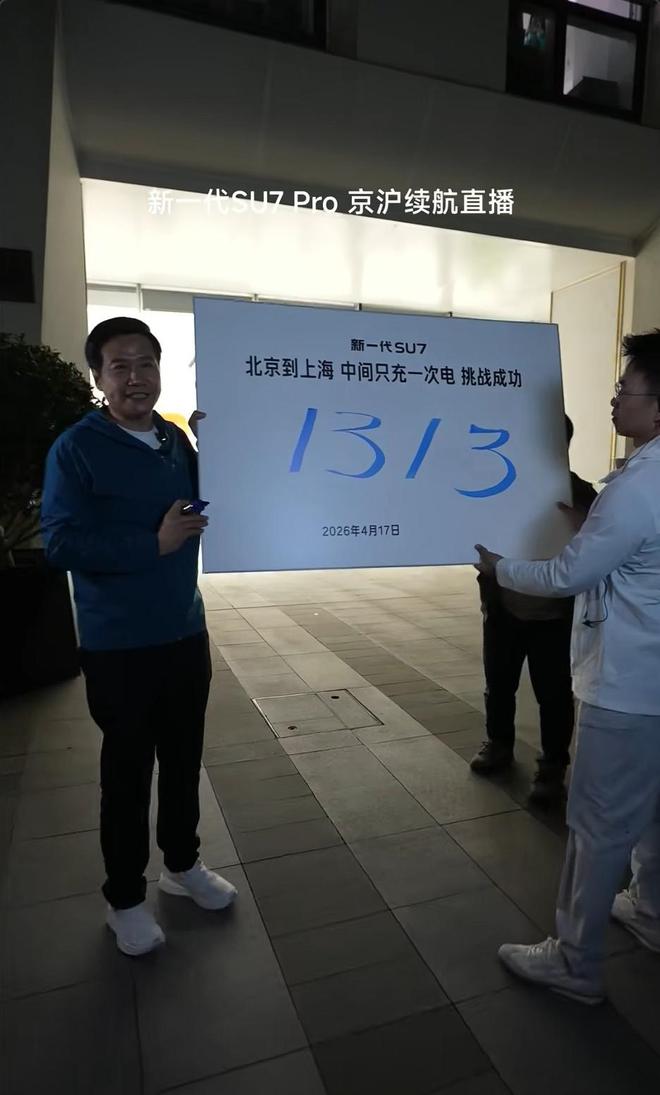 新一代SU7 Pro 京沪续航直播
新一代SU7
北京到上海 中间只充一次电 挑战成功
1313
2026年4月17日